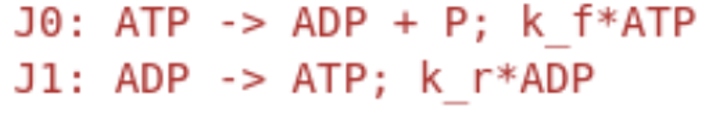 J0: ATP -> ADP + P; k_f*ATP
J1: ADP -> ATP; k_r*ADP